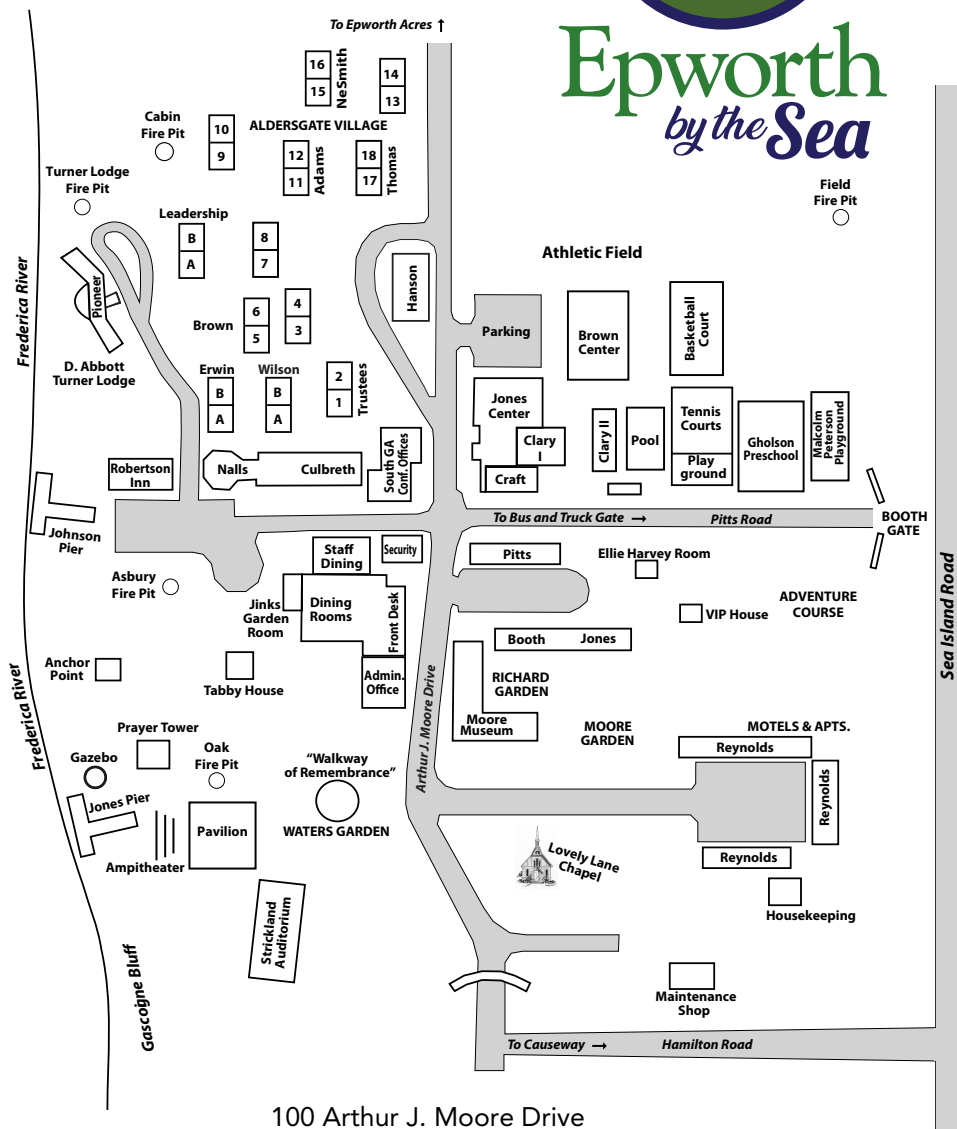 To Epworth Acres ↑
Epworth
by the Sea
16
15
NeSmith
14
13
Cabin
Fire Pit
10
9
ALDERSGATE VILLAGE
12
11
Adams
18
17
Thomas
Turner Lodge
Fire Pit
Field
Fire Pit
Leadership
B
A
8
7
Athletic Field
Hanson
Pioneer
Frederica River
Brown
6
5
4
3
Parking
Brown
Center
Basketball
Court
D. Abbott
Turner Lodge
Erwin
B
A
Wilson
B
A
2
1
Trustees
Jones
Center
Clary
I
Craft
Clary II
Pool
Tennis
Courts
Play
ground
Gholson
Preschool
Malcolm
Peterson
Playground
Robertson
Inn
Nalls
Culbreth
South GA
Conf. Offices
Johnson
Pier
To Bus and Truck Gate →
Pitts Road
BOOTH
GATE
Staff
Dining
Security
Pitts
Ellie Harvey Room
Asbury
Fire Pit
Jinks
Garden
Room
Dining
Rooms
Front Desk
VIP House
ADVENTURE
COURSE
Sea Island Road
Booth
Jones
Anchor
Point
Tabby House
Admin.
Office
RICHARD
GARDEN
Frederica River
Arthur J. Moore Drive
Moore
Museum
MOORE
GARDEN
MOTELS & APTS.
Reynolds
Reynolds
Reynolds
Prayer Tower
Gazebo
Oak
Fire Pit
“Walkway
of Remembrance”
WATERS GARDEN
Jones Pier
Pavilion
Ampitheater
Lovely Lane
Chapel
Housekeeping
Strickland
Auditorium
Gascoigne Bluff
Maintenance
Shop
To Causeway →
Hamilton Road
100 Arthur J. Moore Drive